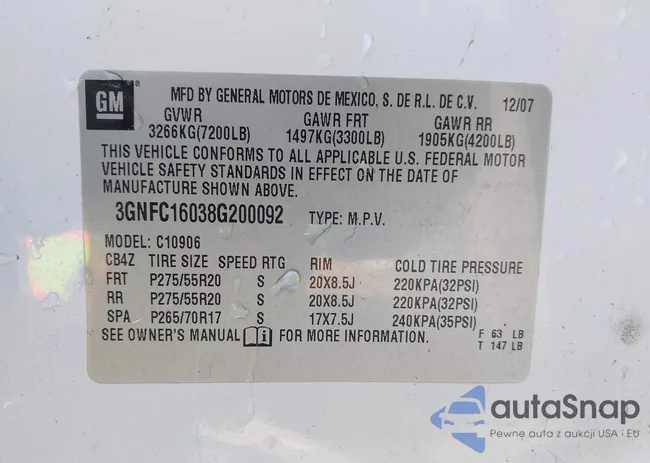 GM
MFD BY GENERAL MOTORS DE MEXICO, S. DE R.L. DE C.V. 12/07
GVWR GAWR FRT GAWR RR
3266KG(7200LB) 1497KG(3300LB) 1905KG(4200LB)
THIS VEHICLE CONFORMS TO ALL APPLICABLE U.S. FEDERAL MOTOR
VEHICLE SAFETY STANDARDS IN EFFECT ON THE DATE OF
MANUFACTURE SHOWN ABOVE.
3GNFC16038G200092 TYPE: M.P.V.
MODEL: C10906
CB4Z TIRE SIZE SPEED RTG RIM COLD TIRE PRESSURE
FRT P275/55R20 S 20X8.5J 220KPA(32PSI)
RR P275/55R20 S 20X8.5J 220KPA(32PSI)
SPA P265/70R17 S 17X7.5J 240KPA(35PSI)
SEE OWNER'S MANUAL FOR MORE INFORMATION. F 63 LB
T 147 LB
autaSnap
Pewne auta z aukcji USA i EU